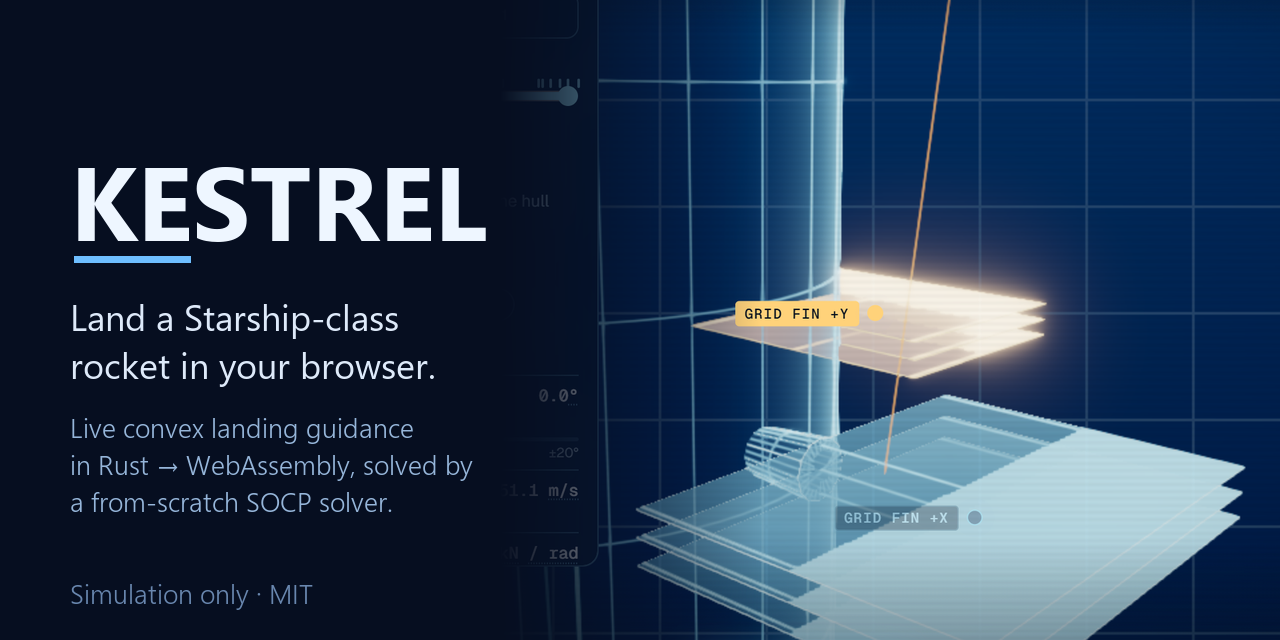 KESTREL
Land a Starship-class
rocket in your browser.
Live convex landing guidance
in Rust → WebAssembly, solved by
a from-scratch SOCP solver.
Simulation only · MIT
hull
0.0°
±20°
m/s
/ rad
GRID FIN +Y
GRID FIN +X